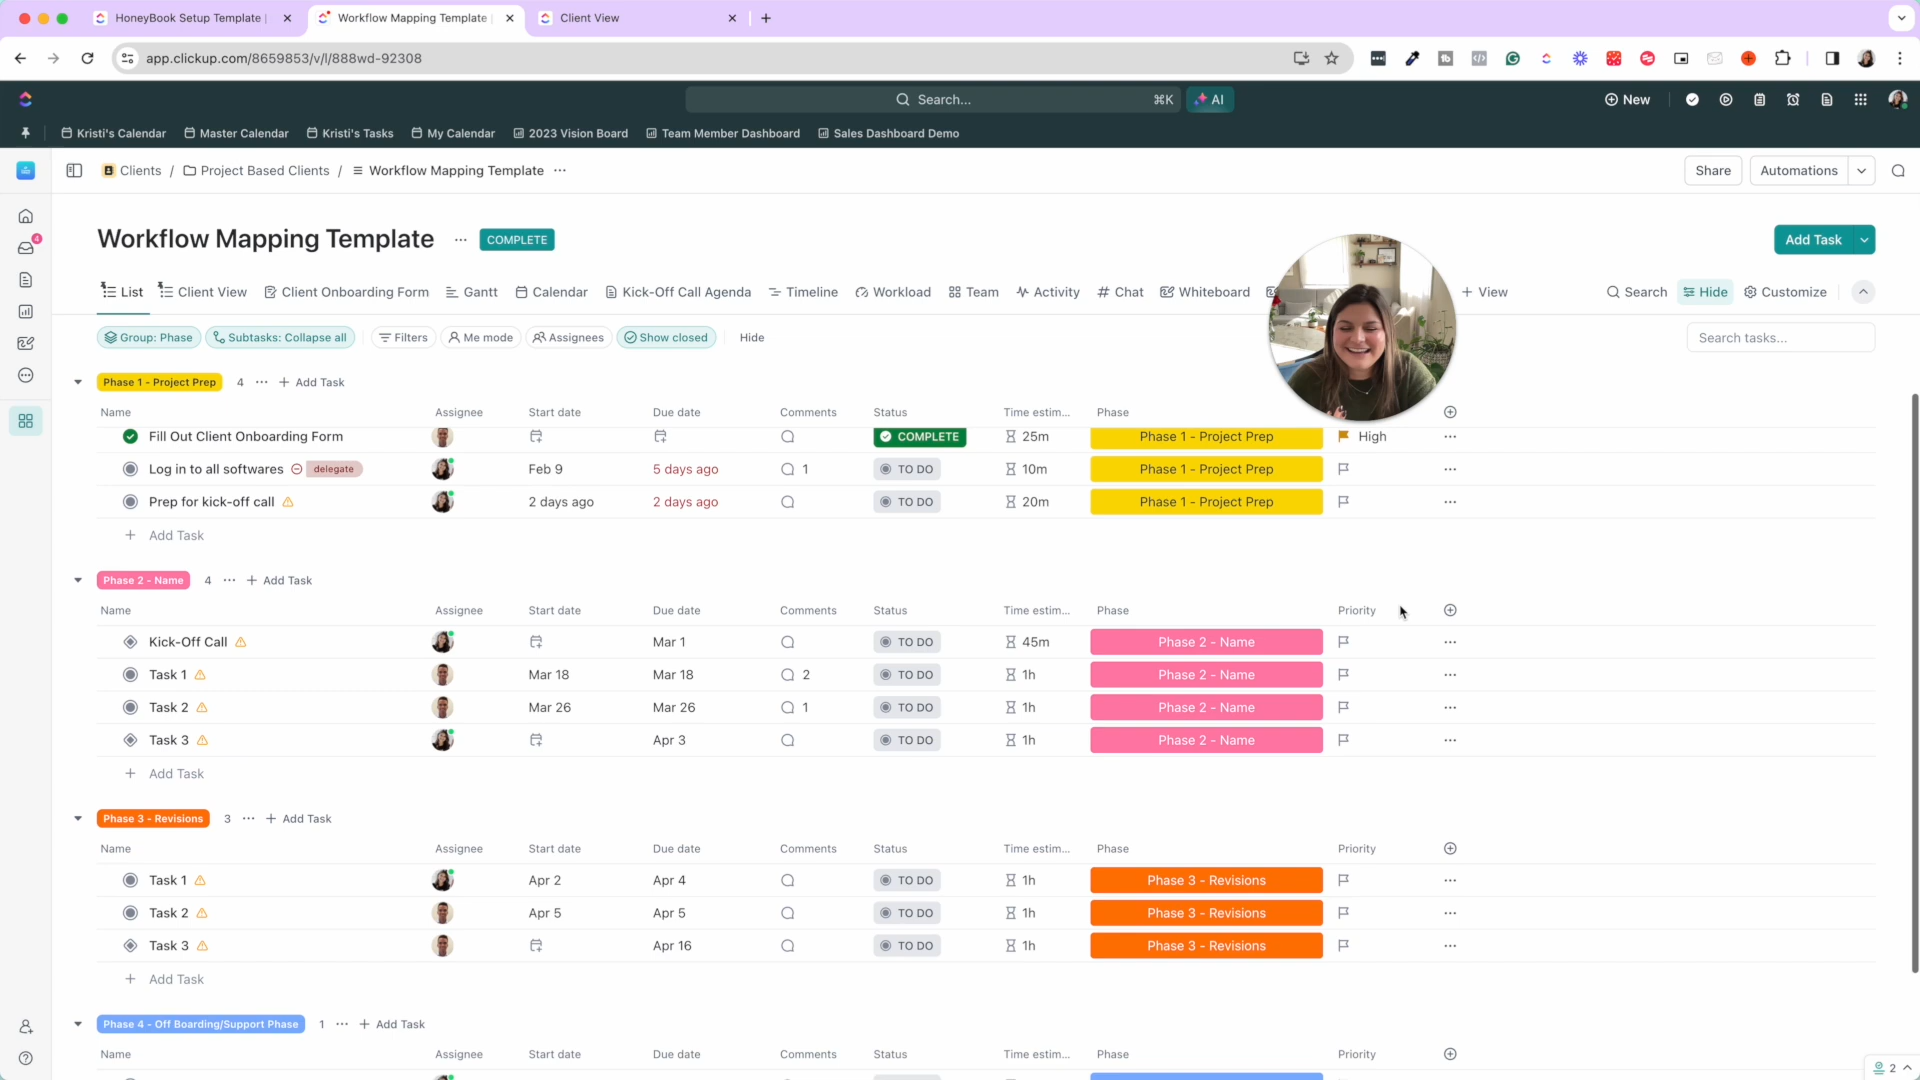 HoneyBook Setup Template |
Workflow Mapping Template |
Client View
app.clickup.com/8659853/v/l/888wd-92308
Search... ⌘K AI
New
Kristi's Calendar Master Calendar Kristi's Tasks My Calendar 2023 Vision Board Team Member Dashboard Sales Dashboard Demo
Clients / Project Based Clients / Workflow Mapping Template ...
Share Automations
4
Workflow Mapping Template ... COMPLETE
Add Task
List Client View Client Onboarding Form Gantt Calendar Kick-Off Call Agenda Timeline Workload Team Activity # Chat Whiteboard + View Search Hide Customize
Group: Phase Subtasks: Collapse all Filters Me mode Assignees Show closed Hide Search tasks...
Phase 1 - Project Prep 4 ... + Add Task
Name Assignee Start date Due date Comments Status Time estim... Phase
Fill Out Client Onboarding Form COMPLETE 25m Phase 1 - Project Prep High ...
Log in to all softwares delegate Feb 9 5 days ago 1 TO DO 10m Phase 1 - Project Prep ...
Prep for kick-off call 2 days ago 2 days ago TO DO 20m Phase 1 - Project Prep ...
+ Add Task
Phase 2 - Name 4 ... + Add Task
Name Assignee Start date Due date Comments Status Time estim... Phase Priority
Kick-Off Call Mar 1 TO DO 45m Phase 2 - Name ...
Task 1 Mar 18 Mar 18 2 TO DO 1h Phase 2 - Name ...
Task 2 Mar 26 Mar 26 1 TO DO 1h Phase 2 - Name ...
Task 3 Apr 3 TO DO 1h Phase 2 - Name ...
+ Add Task
Phase 3 - Revisions 3 ... + Add Task
Name Assignee Start date Due date Comments Status Time estim... Phase Priority
Task 1 Apr 2 Apr 4 TO DO 1h Phase 3 - Revisions ...
Task 2 Apr 5 Apr 5 TO DO 1h Phase 3 - Revisions ...
Task 3 Apr 16 TO DO 1h Phase 3 - Revisions ...
+ Add Task
Phase 4 - Off Boarding/Support Phase 1 ... + Add Task
Name Assignee Start date Due date Comments Status Time estim... Phase Priority
2